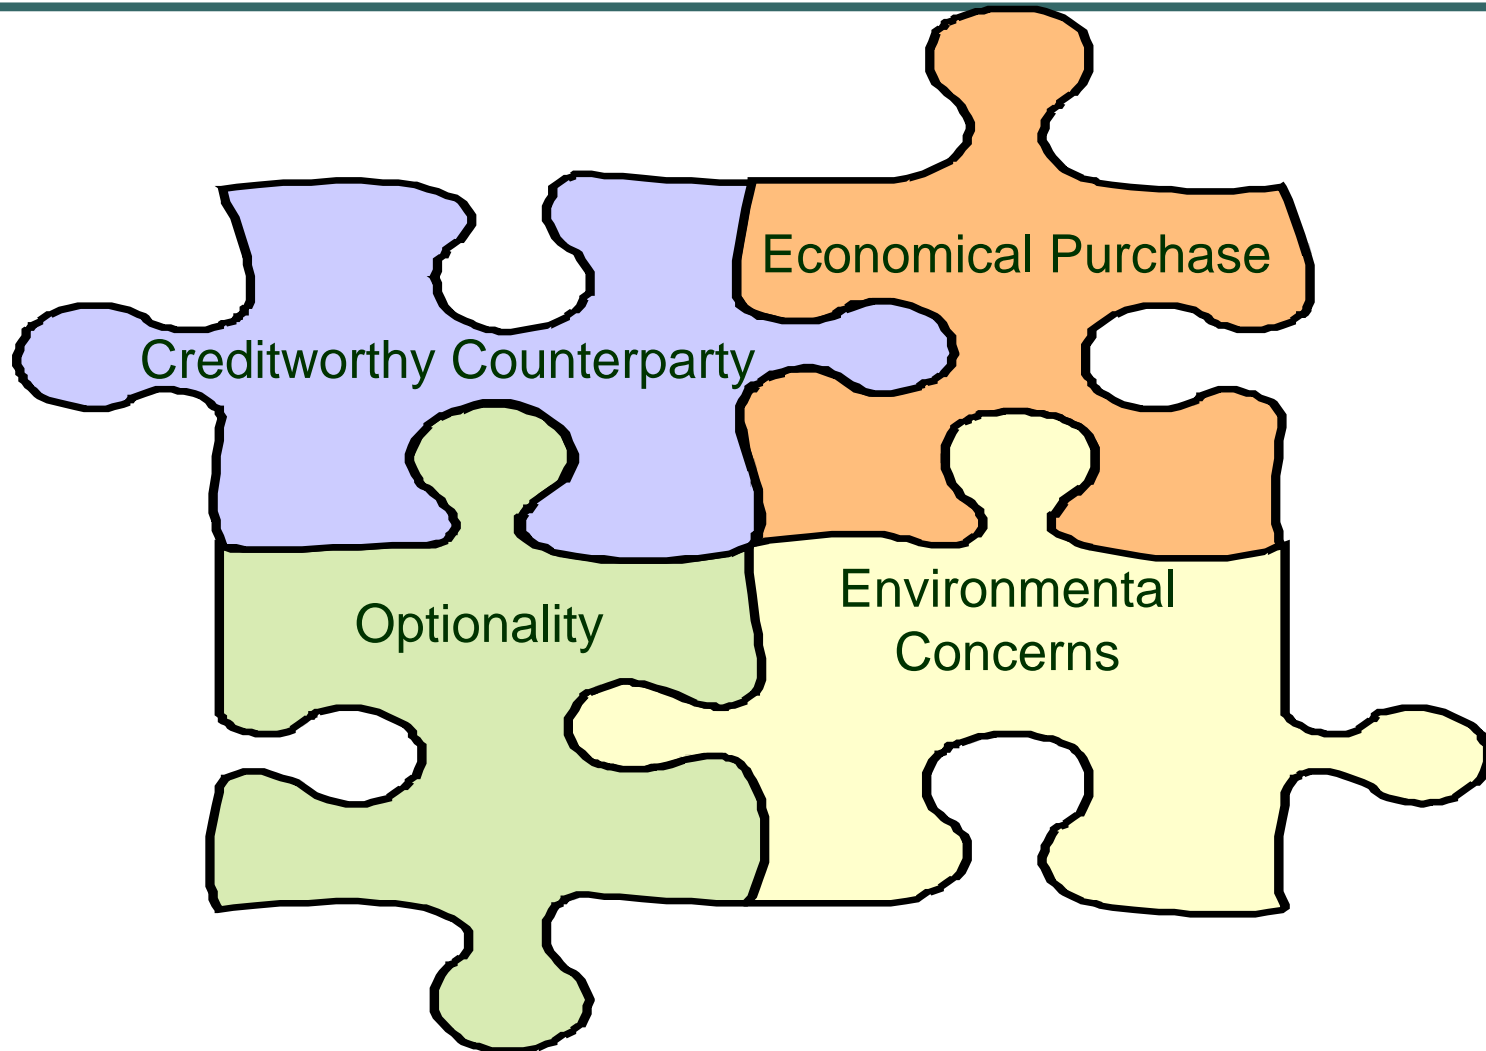 Economical Purchase
Creditworthy Counterparty
Optionality
Environmental
Concerns